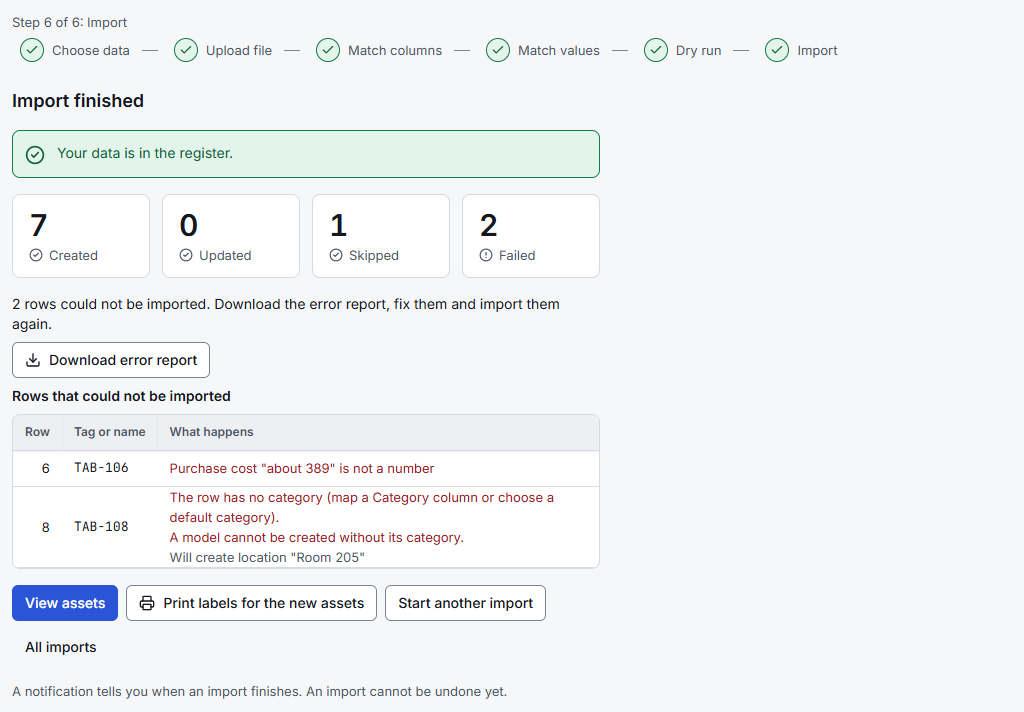 Step 6 of 6: Import
Choose data — Upload file — Match columns — Match values — Dry run — Import
Import finished
Your data is in the register.
7 0 1 2
Created Updated Skipped Failed
2 rows could not be imported. Download the error report, fix them and import them
again.
Download error report
Rows that could not be imported
Row Tag or name What happens
6 TAB-106 Purchase cost "about 389" is not a number
8 TAB-108 The row has no category (map a Category column or choose a
default category).
A model cannot be created without its category.
Will create location "Room 205"
View assets Print labels for the new assets Start another import
All imports
A notification tells you when an import finishes. An import cannot be undone yet.